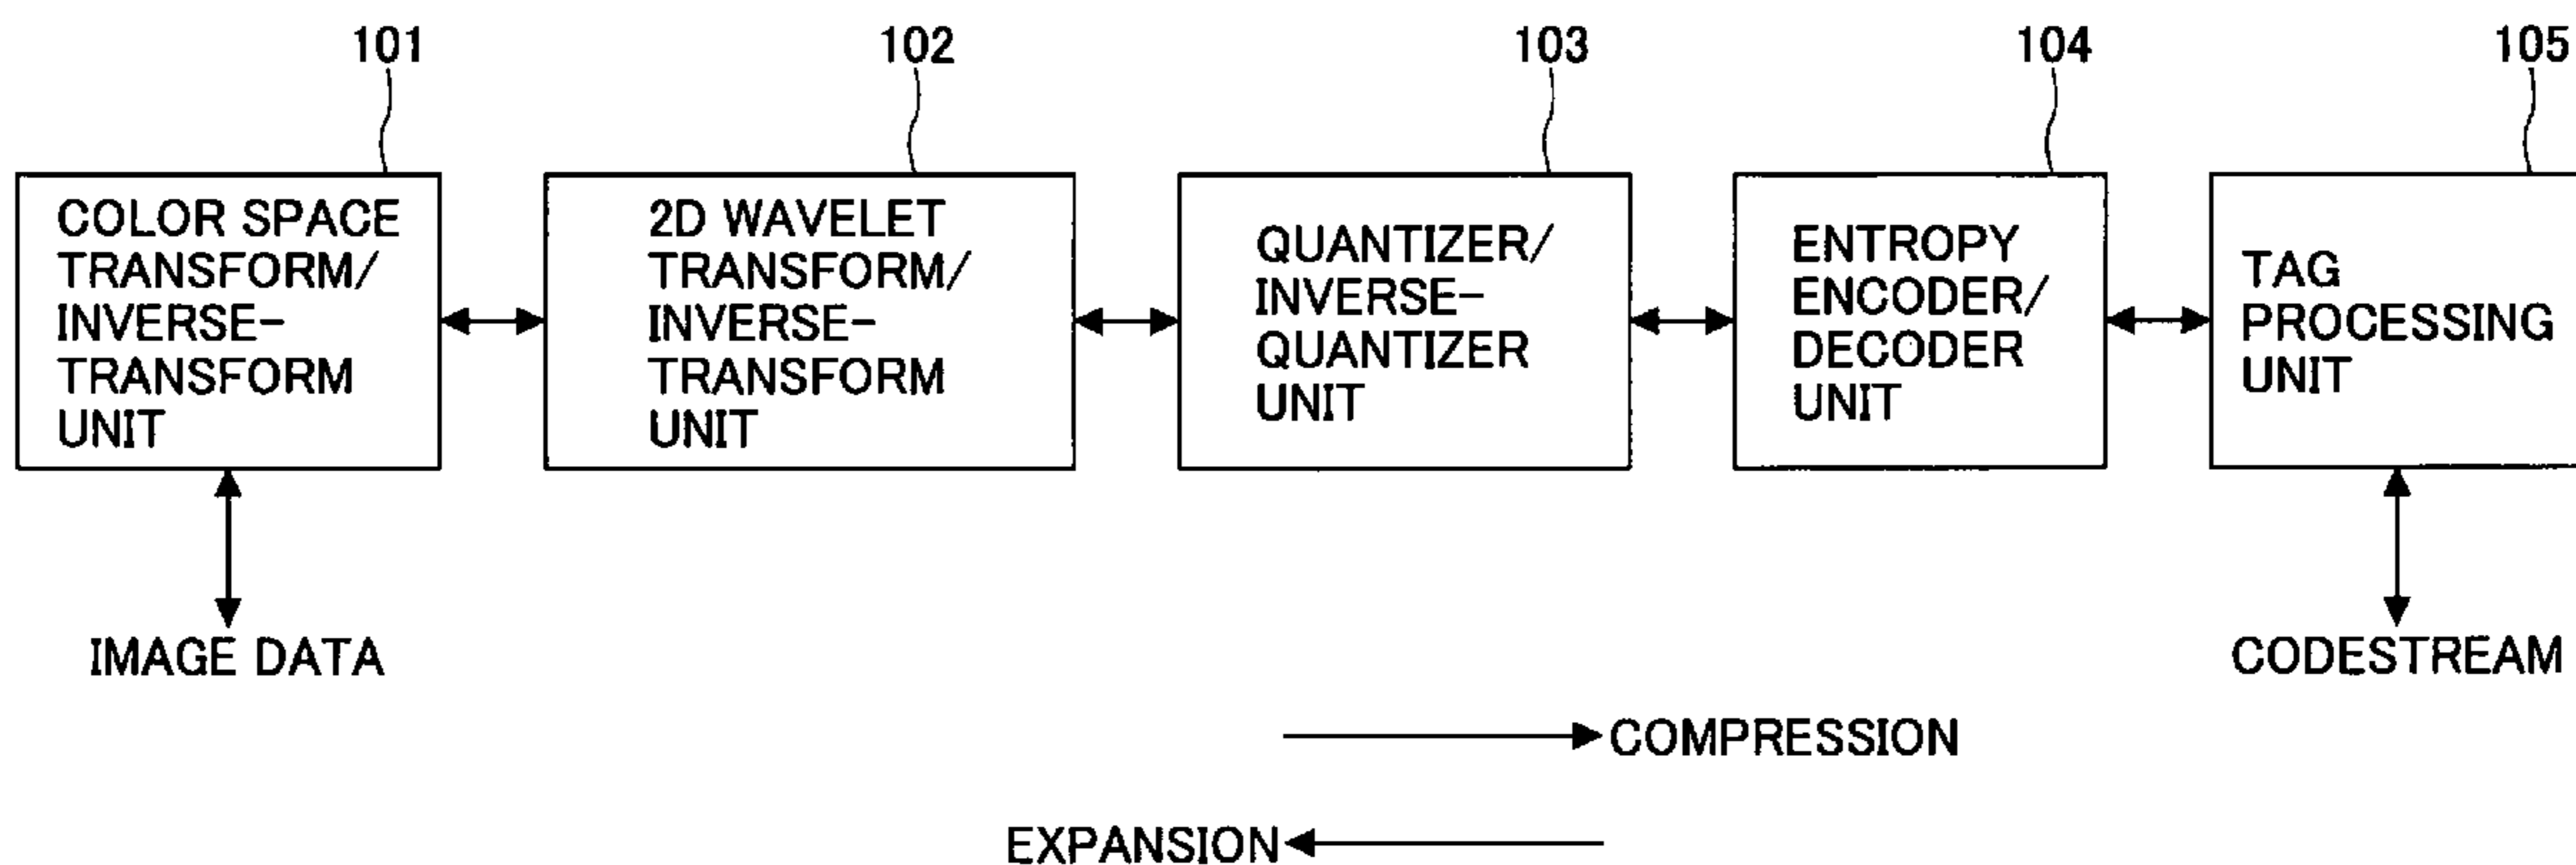 101
102
103
104
105
COLOR SPACE
TRANSFORM/
INVERSE-
TRANSFORM
UNIT
2D WAVELET
TRANSFORM/
INVERSE-
TRANSFORM
UNIT
QUANTIZER/
INVERSE-
QUANTIZER
UNIT
ENTROPY
ENCODER/
DECODER
UNIT
TAG
PROCESSING
UNIT
IMAGE DATA
CODESTREAM
COMPRESSION
EXPANSION